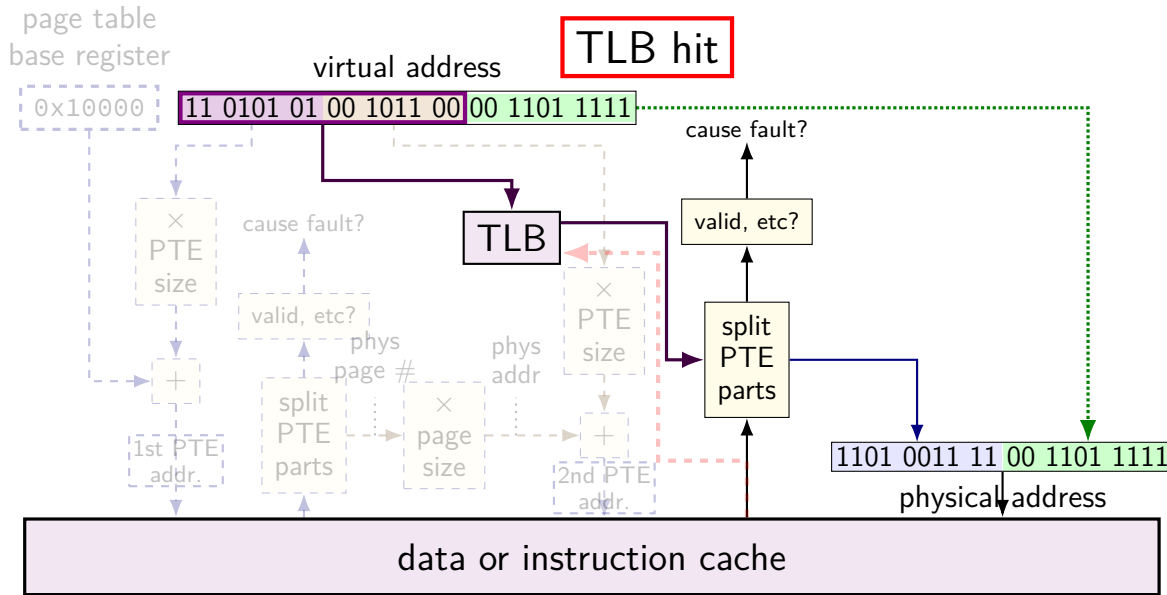 page table
base register
0x10000
virtual address
TLB hit
11 0101 01 00 1011 00 00 1101 1111
cause fault?
valid, etc?
TLB
×
PTE
size
cause fault?
valid, etc?
×
PTE
size
split
PTE
parts
phys
page #
phys
addr
+
split
PTE
parts
×
page
size
+
1st PTE
addr.
2nd PTE
addr.
1101 0011 11 00 1101 1111
physical address
data or instruction cache